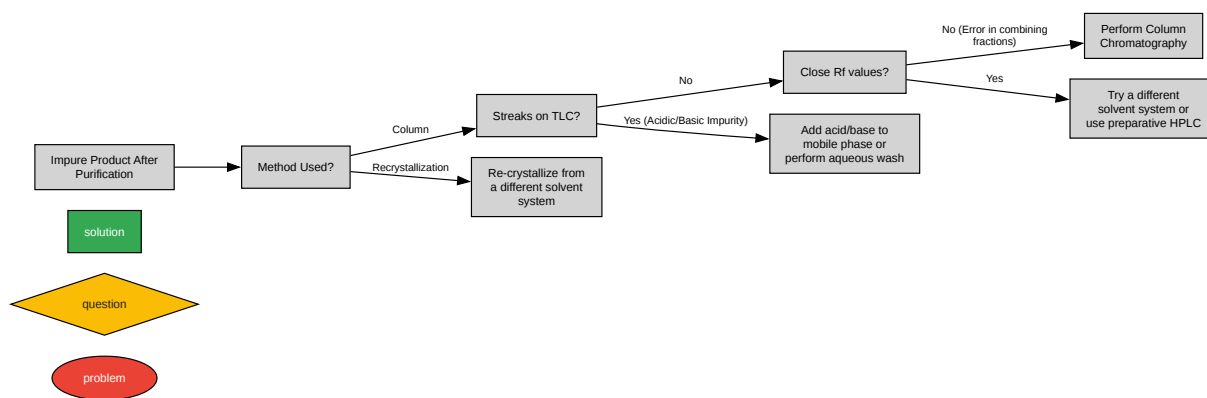 Impure Product After
Purification
Method Used?
Column
Recrystallization
Streaks on TLC?
Re-crystallize from
a different solvent
system
No
Yes (Acidic/Basic Impurity)
Close Rf values?
Add acid/base to
mobile phase or
perform aqueous wash
No (Error in combining
fractions)
Yes
Perform Column
Chromatography
Try a different
solvent system or
use preparative HPLC
solution
question
problem